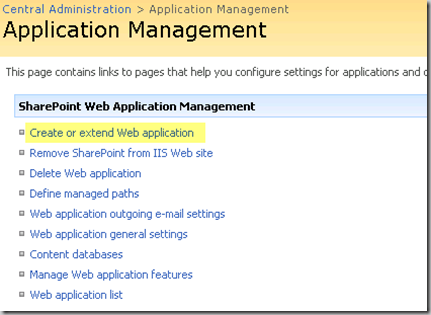 Central Administration > Application Management
Application Management
This page contains links to pages that help you configure settings for applications and
SharePoint Web Application Management
Create or extend Web application
Remove SharePoint from IIS Web site
Delete Web application
Define managed paths
Web application outgoing e-mail settings
Web application general settings
Content databases
Manage Web application features
Web application list